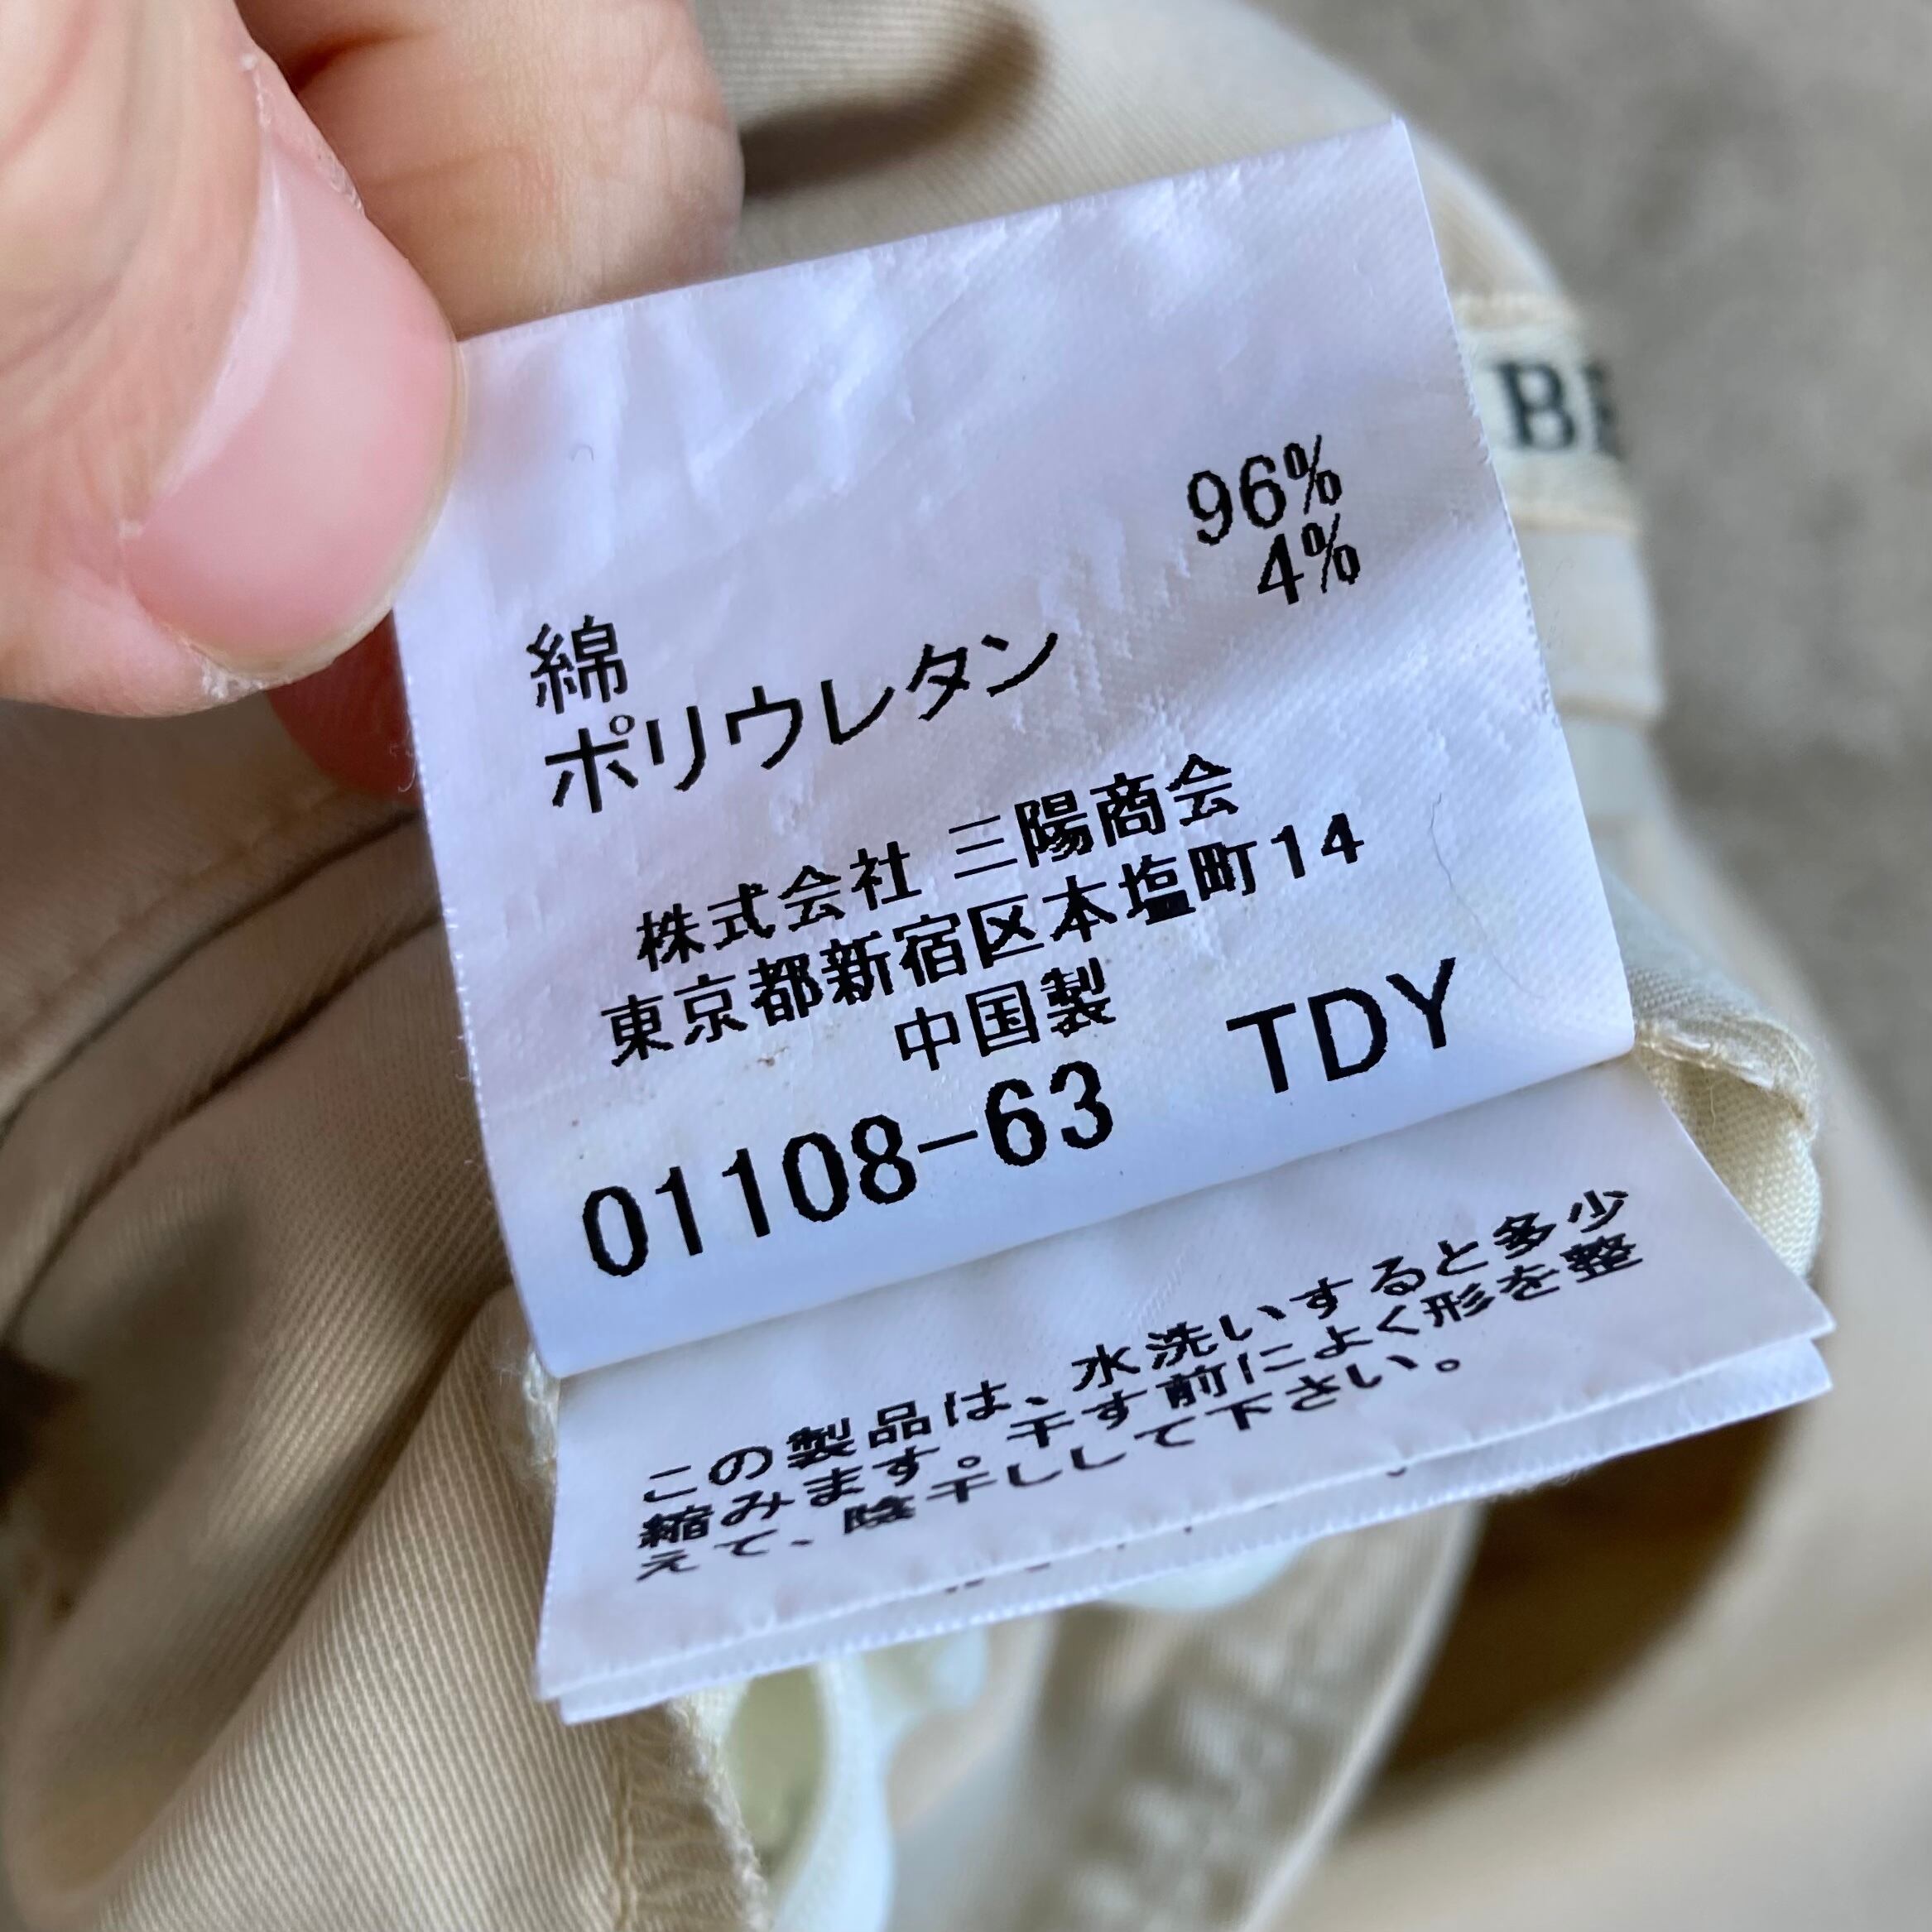 綿 96%
ポリウレタン 4%
株式会社 三陽商会
東京都新宿区本塩町14
中国製
01108-63 TDY
この製品は、水洗いすると多少
縮みます。干す前によく形を整
えて、陰干しして下さい。